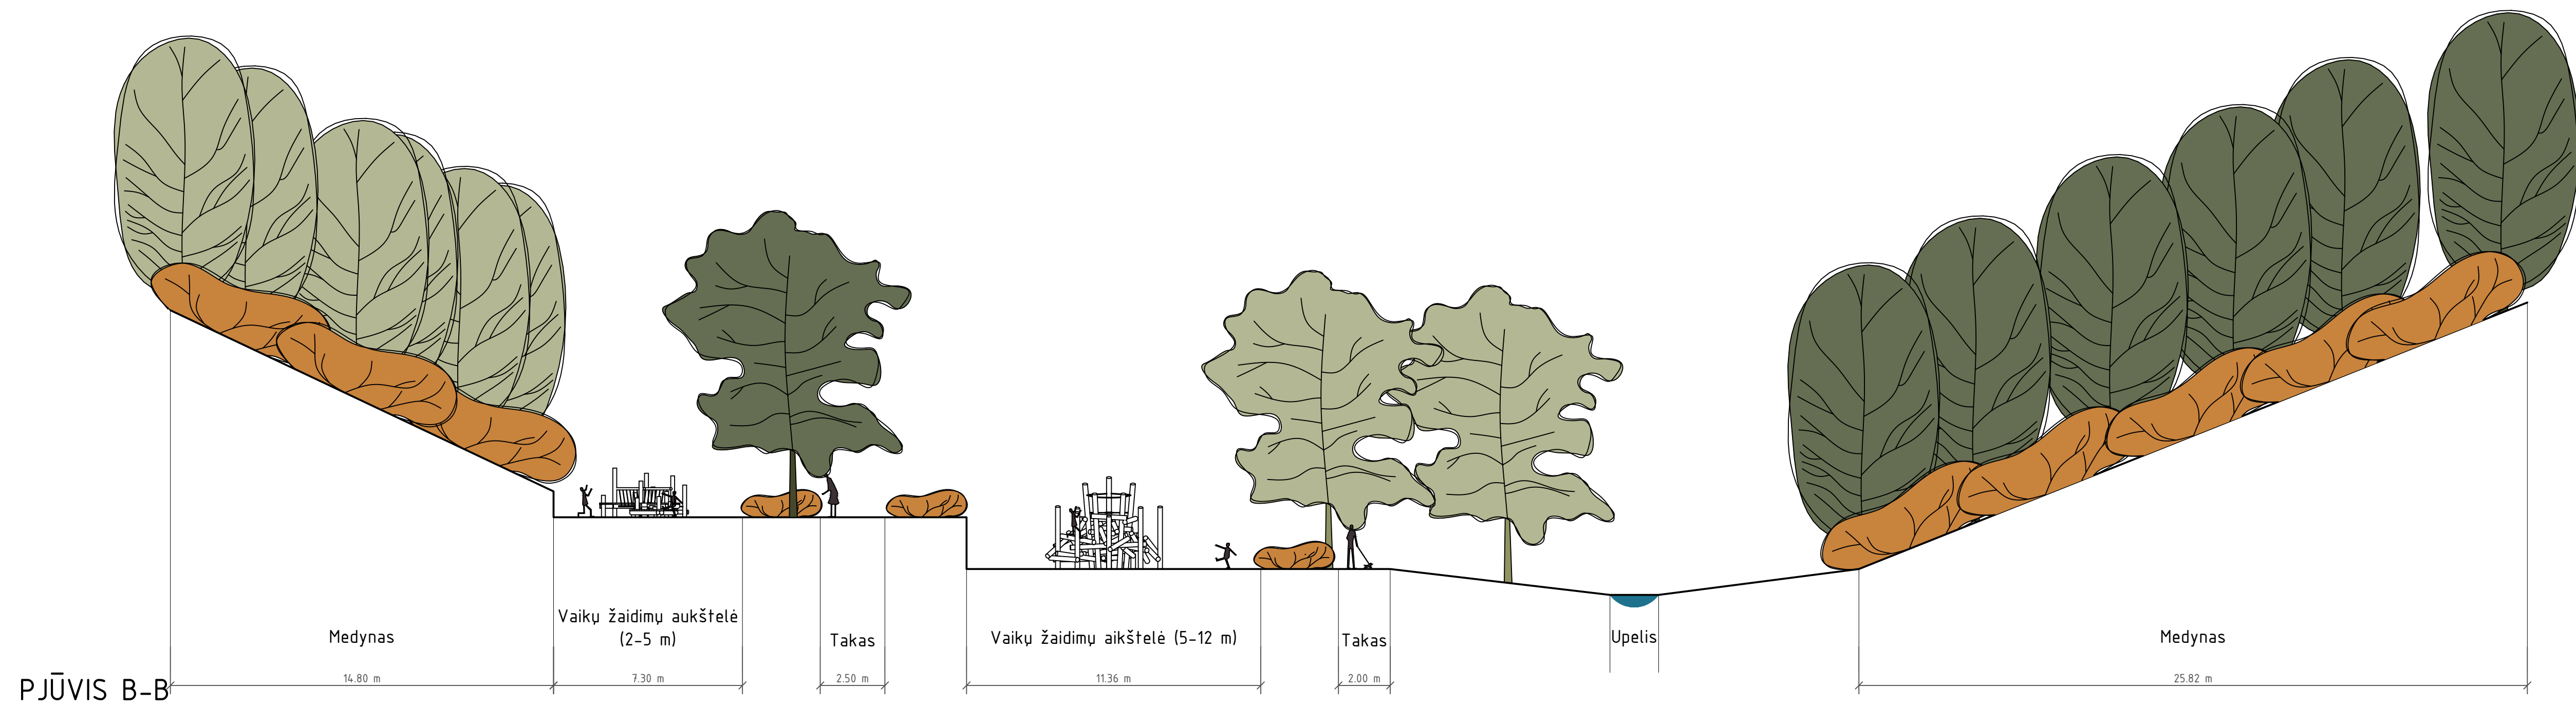 Vaikų žaidimų aukštelė
(2-5 m)
Medynas
Takas
Vaikų žaidimų aikštelė (5-12 m)
Takas
Upelis
Medynas
14.80 m
7.30 m
2.50 m
11.36 m
2.00 m
25.82 m
PJŪVIS B-B